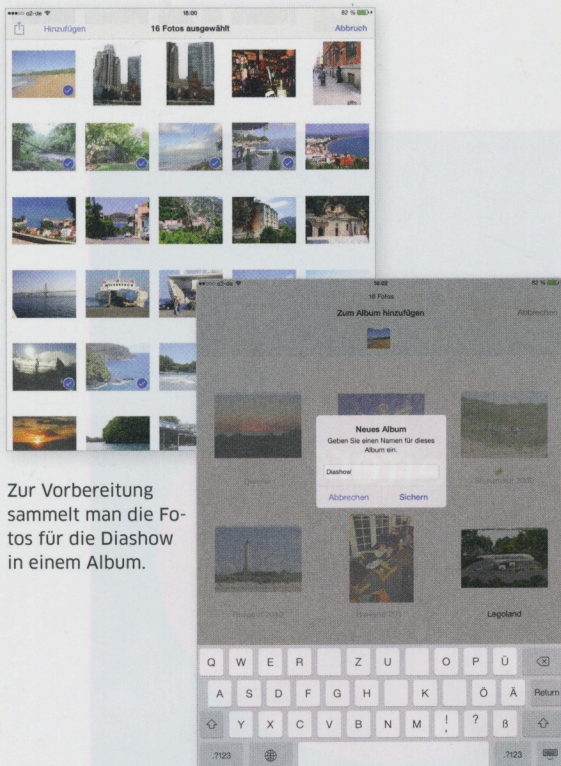 o2-de 18:00 82 %
Hinzufügen 16 Fotos ausgewählt Abbruch
o2-de 18:03 82 %
16 Fotos
Zum Album hinzufügen Abbrechen
Neues Album
Geben Sie einen Namen für dieses
Album ein.
Diashow
Abbrechen Sichern
Legoland
Q W E R Z U O P Ü
A S D F G H K Ö Ä Return
Y X C V B N M ! , ? . ß
.?123 .?123
Zur Vorbereitung
sammelt man die Fo-
tos für die Diashow
in einem Album.